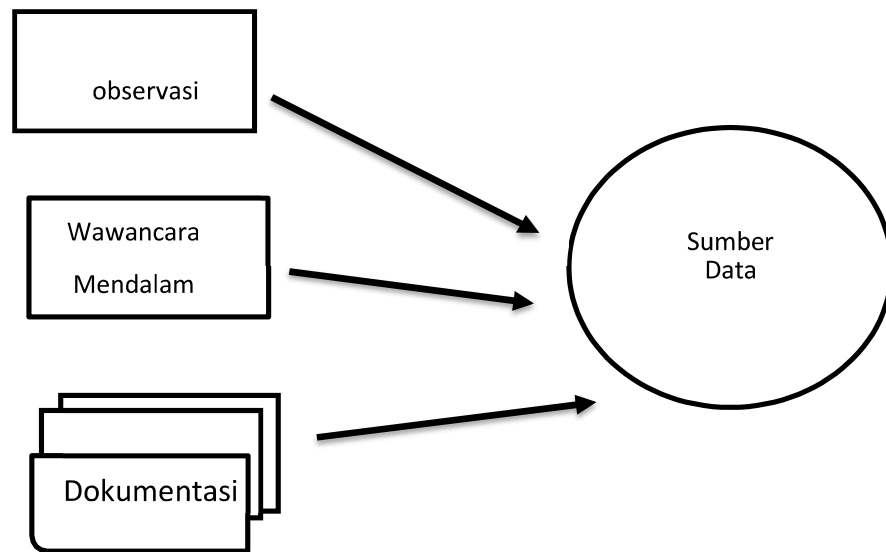 observasi
Wawancara
Mendalam
Dokumentasi
Sumber
Data